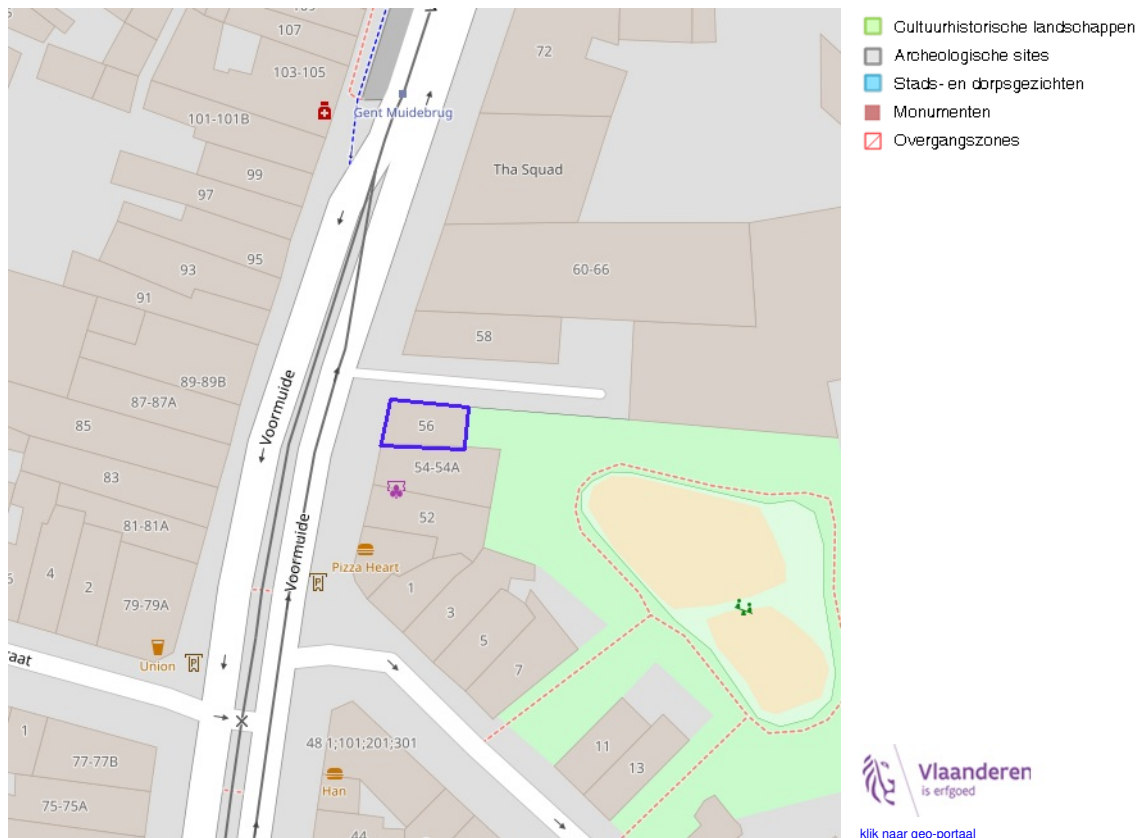 107
103-105
72
Gent Muidebrug
101-101B
Tha Squad
99
97
95
93
91
60-66
58
89-89B
87-87A
Voormuide
85
56
83
54-54A
52
81-81A
Voormuide
Pizza Heart
4
2
79-79A
1
3
5
7
Union
P
P
raat
1
77-77B
75-75A
48 1;101;201;301
Han
44
11
13
Cultuurhistorische landschappen
Archeologische sites
Stads- en dorpsgezichten
Monumenten
Overgangszones
Vlaanderen
is erfgoed
klik naar geo-portaal